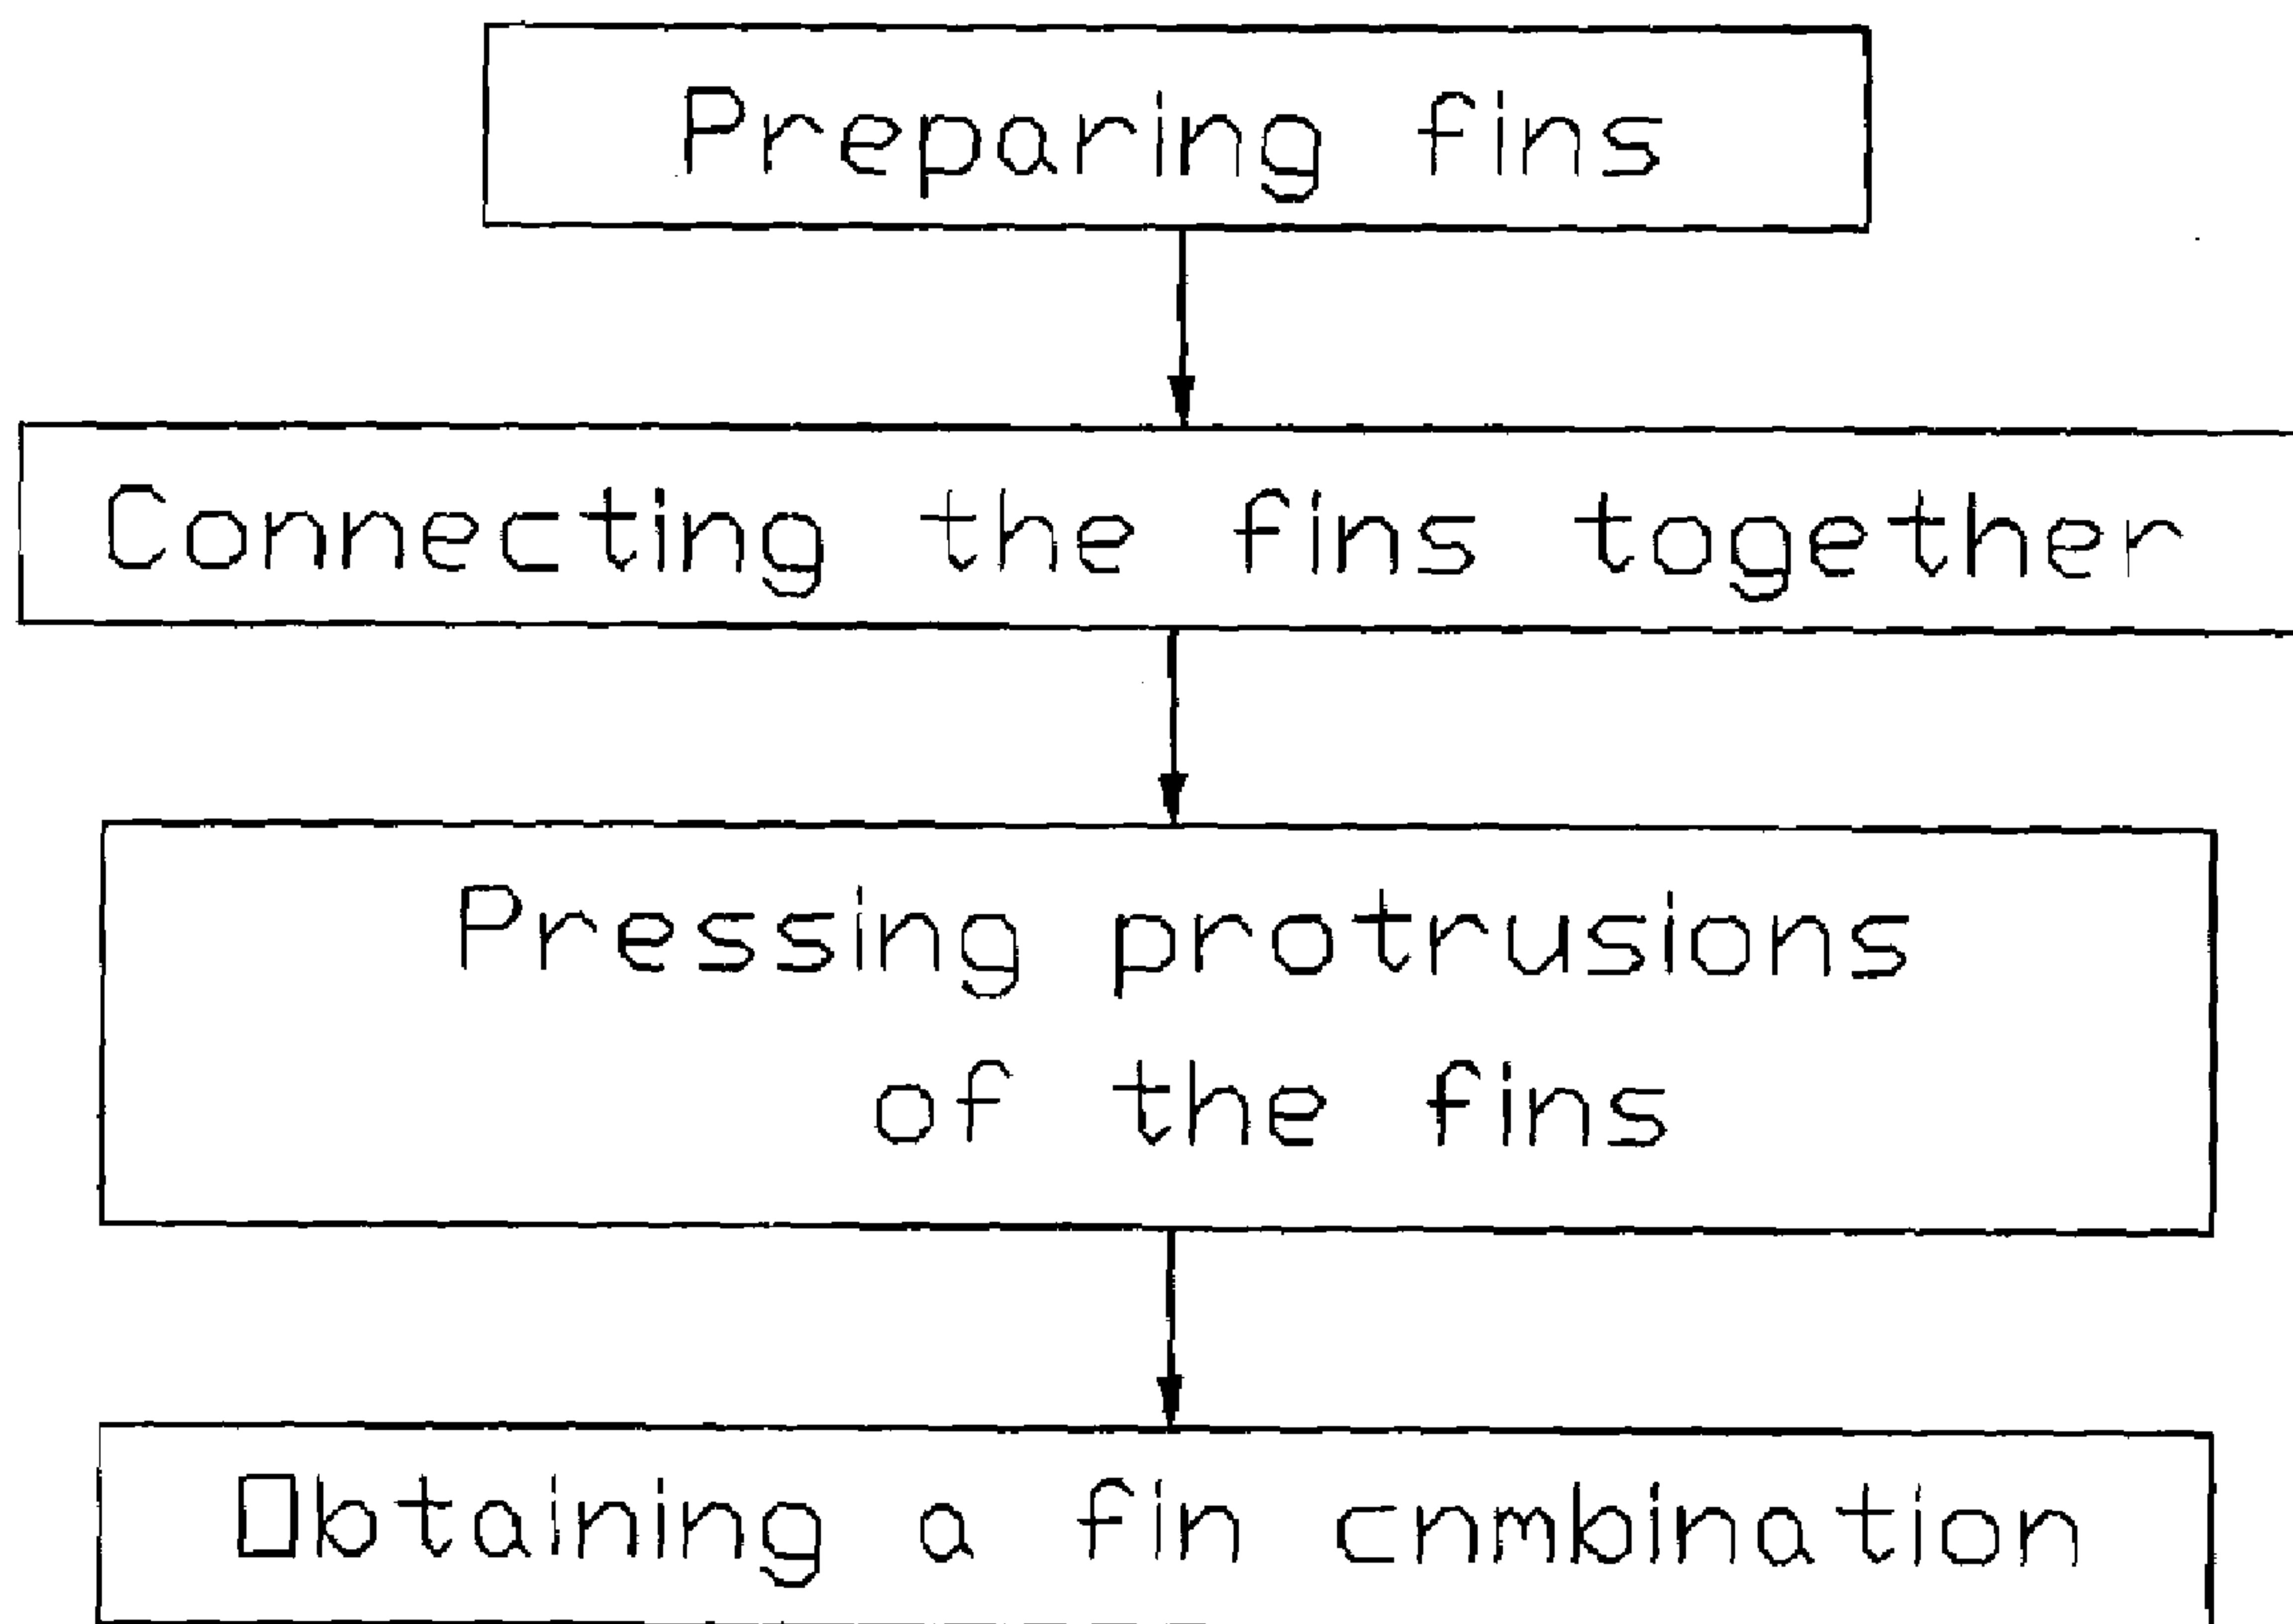 Preparing fins
Connecting the fins together
Pressing protrusions
of the fins
Obtaining a fin cnmbination